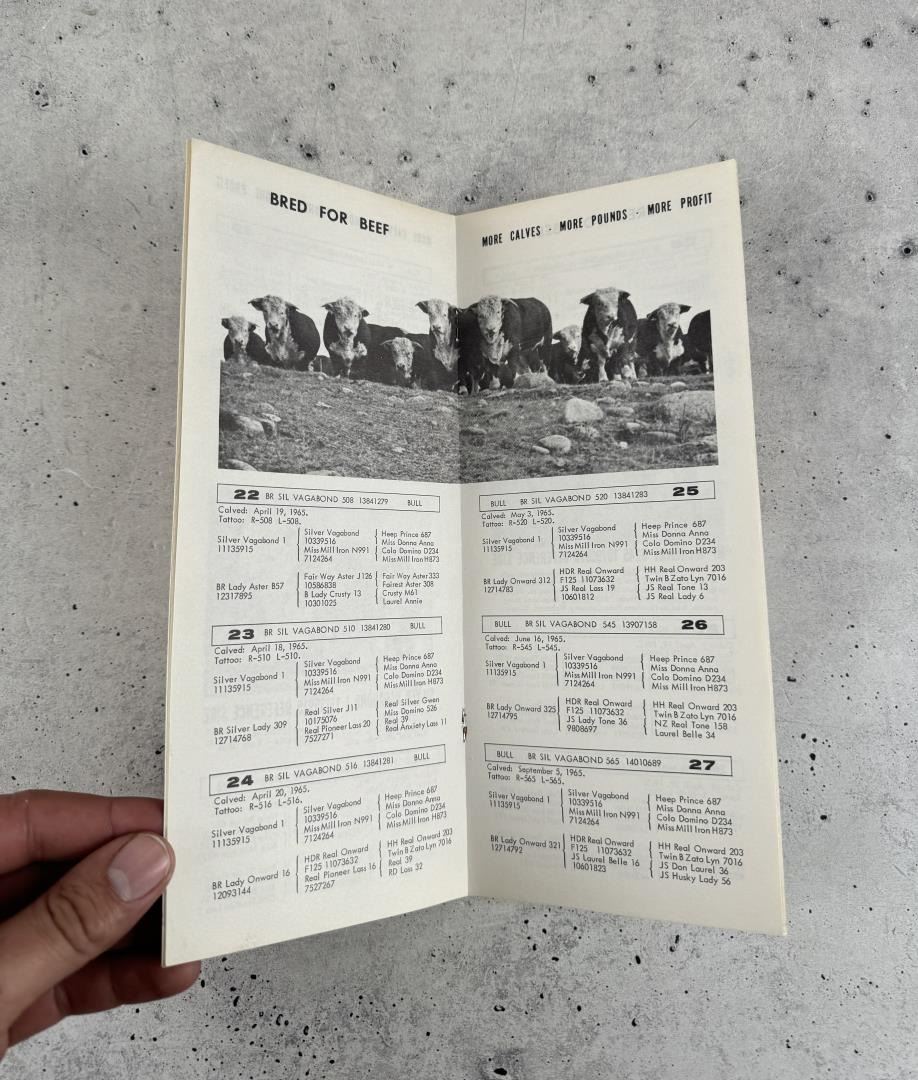 BRED FOR BEEF
22 BR SIL VAGABOND 508 13841279 BULL
Calved: April 19, 1965.
Tattoo: R-508 L-508.
Silver Vagabond 1
11135915
Silver Vagabond
10339516
Miss Mill Iron N991
7124264
Heep Prince 687
Miss Donna Anna
Colo Domino D234
Miss Mill Iron H873
BR Lady Aster B57
12317895
Fair Way Aster J126
10586838
B Lady Crusty 13
10301025
Fair Way Aster 333
Fairest Aster 308
Crusty M61
Laurel Annie
23 BR SIL VAGABOND 510 13841280 BULL
Calved: April 18, 1965.
Tattoo: R-510 L-510.
Silver Vagabond 1
11135915
Silver Vagabond
10339516
Miss Mill Iron N991
7124264
Heep Prince 687
Miss Donna Anna
Colo Domino D234
Miss Mill Iron H873
BR Silver Lady 309
12714768
Real Silver J11
10175076
Real Pioneer Lass 20
7527271
Real Silver Gwen
Miss Domino 526
Real 39
Real Anxiety Lass 11
24 BR SIL VAGABOND 516 13841281 BULL
Calved: April 20, 1965.
Tattoo: R-516 L-516.
Silver Vagabond 1
11135915
Silver Vagabond
10339516
Miss Mill Iron N991
7124264
Heep Prince 687
Miss Donna Anna
Colo Domino D234
Miss Mill Iron H873
BR Lady Onward 16
12093144
HDR Real Onward
F125 11073632
Real Pioneer Lass 16
7527267
HH Real Onward 203
Twin B Zato Lyn 7016
Real 39
RD Lass 32
MORE CALVES - MORE POUNDS - MORE PROFIT
BULL BR SIL VAGABOND 520 13841283 25
Calved: May 3, 1965.
Tattoo: R-520 L-520.
Silver Vagabond 1
11135915
Silver Vagabond
10339516
Miss Mill Iron N991
7124264
Heep Prince 687
Miss Donna Anna
Colo Domino D234
Miss Mill Iron H873
BR Lady Onward 312
12714783
HDR Real Onward
F125 11073632
JS Real Lass 19
10601812
HH Real Onward 203
Twin B Zato Lyn 7016
JS Real Tone 13
JS Real Lady 6
BULL BR SIL VAGABOND 545 13907158 26
Calved: June 16, 1965.
Tattoo: R-545 L-545.
Silver Vagabond 1
11135915
Silver Vagabond
10339516
Miss Mill Iron N991
7124264
Heep Prince 687
Miss Donna Anna
Colo Domino D234
Miss Mill Iron H873
BR Lady Onward 325
12714795
HDR Real Onward
F125 11073632
JS Lady Tone 36
9808697
HH Real Onward 203
Twin B Zato Lyn 7016
NZ Real Tone 158
Laurel Belle 34
BULL BR SIL VAGABOND 565 14010689 27
Calved: September 5, 1965.
Tattoo: R-565 L-565.
Silver Vagabond 1
11135915
Silver Vagabond
10339516
Miss Mill Iron N991
7124264
Heep Prince 687
Miss Donna Anna
Colo Domino D234
Miss Mill Iron H873
BR Lady Onward 321
12714792
HDR Real Onward
F125 11073632
JS Laurel Belle 16
10601823
HH Real Onward 203
Twin B Zato Lyn 7016
JS Don Laurel 36
JS Husky Lady 56